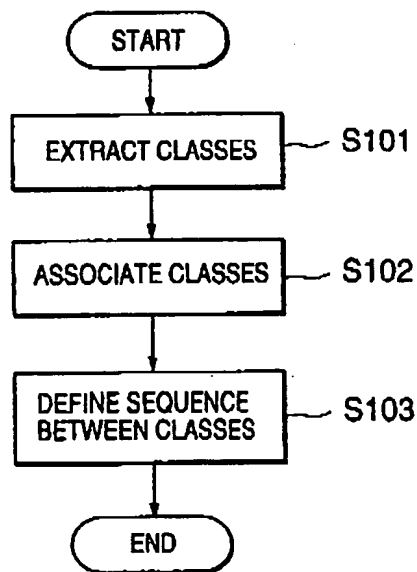 START
EXTRACT CLASSES
S101
ASSOCIATE CLASSES
S102
DEFINE SEQUENCE
BETWEEN CLASSES
S103
END